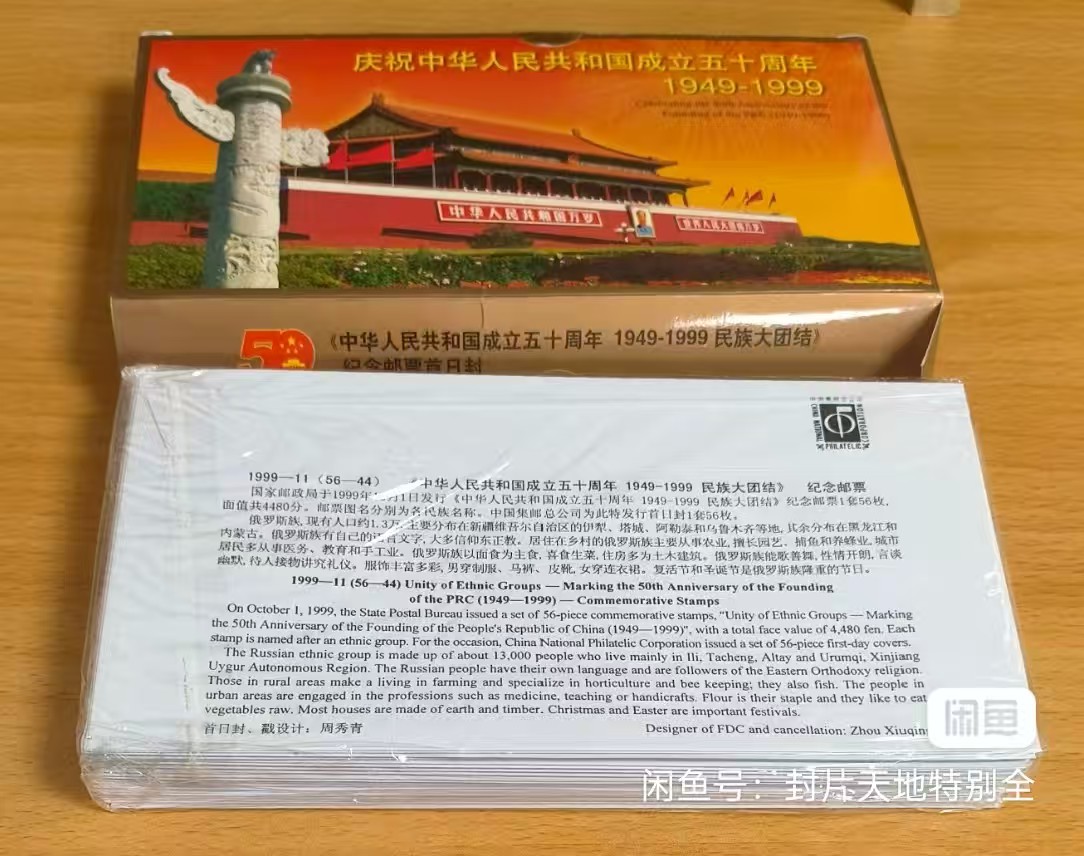 庆祝中华人民共和国成立五十周年
1949-1999
中华人民共和国万岁
世界人民大团结万岁
50
《中华人民共和国成立五十周年 1949-1999 民族大团结》
纪念邮票首日封
CHINA NATIONAL PHILATELIC CORPORATION
1999—11（56—44） 《中华人民共和国成立五十周年 1949-1999 民族大团结》 纪念邮票
国家邮政局于1999年10月1日发行《中华人民共和国成立五十周年 1949-1999 民族大团结》纪念邮票1套56枚,
面值共4480分。邮票图名分别为各民族名称。中国集邮总公司为此特发行首日封1套56枚。
俄罗斯族, 现有人口约1.3万, 主要分布在新疆维吾尔自治区的伊犁、塔城、阿勒泰和乌鲁木齐等地, 其余分布在黑龙江和
内蒙古。俄罗斯族有自己的语言文字, 大多信仰东正教。居住在乡村的俄罗斯族主要从事农业, 擅长园艺、捕鱼和养蜂业, 城市
居民多从事医务、教育和手工业。俄罗斯族以面食为主食, 喜食生菜, 住房多为土木建筑。俄罗斯族能歌善舞, 性情开朗, 言谈
幽默, 待人接物讲究礼仪。服饰丰富多彩, 男穿制服、马裤、皮靴, 女穿连衣裙。复活节和圣诞节是俄罗斯族隆重的节日。
1999—11 (56—44) Unity of Ethnic Groups — Marking the 50th Anniversary of the Founding
of the PRC (1949—1999) — Commemorative Stamps
On October 1, 1999, the State Postal Bureau issued a set of 56-piece commemorative stamps, "Unity of Ethnic Groups — Marking
the 50th Anniversary of the Founding of the People's Republic of China (1949—1999)", with a total face value of 4,480 fen. Each
stamp is named after an ethnic group. For the occasion, China National Philatelic Corporation issued a set of 56-piece first-day covers.
The Russian ethnic group is made up of about 13,000 people who live mainly in Ili, Tacheng, Altay and Urumqi, Xinjiang
Uygur Autonomous Region. The Russian people have their own language and are followers of the Eastern Orthodoxy religion.
Those in rural areas make a living in farming and specialize in horticulture and bee keeping; they also fish. The people in
urban areas are engaged in the professions such as medicine, teaching or handicrafts. Flour is their staple and they like to eat
vegetables raw. Most houses are made of earth and timber. Christmas and Easter are important festivals.
首日封、戳设计：周秀青
Designer of FDC and cancellation: Zhou Xiuqing
闲鱼
闲鱼号：封片天地特别全